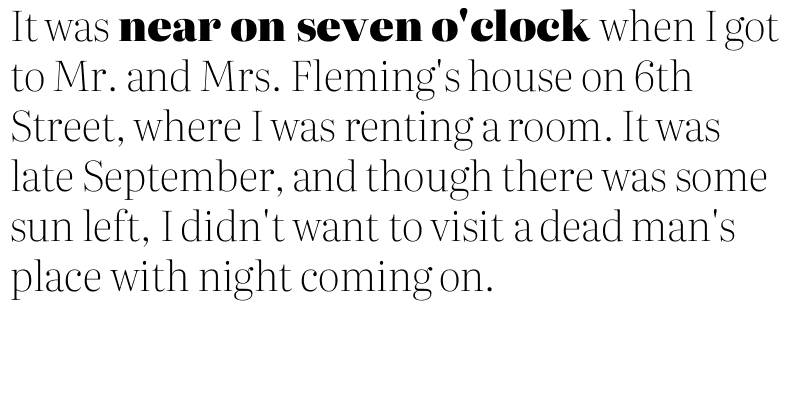 It was near on seven o'clock when I got
to Mr. and Mrs. Fleming's house on 6th
Street, where I was renting a room. It was
late September, and though there was some
sun left, I didn't want to visit a dead man's
place with night coming on.